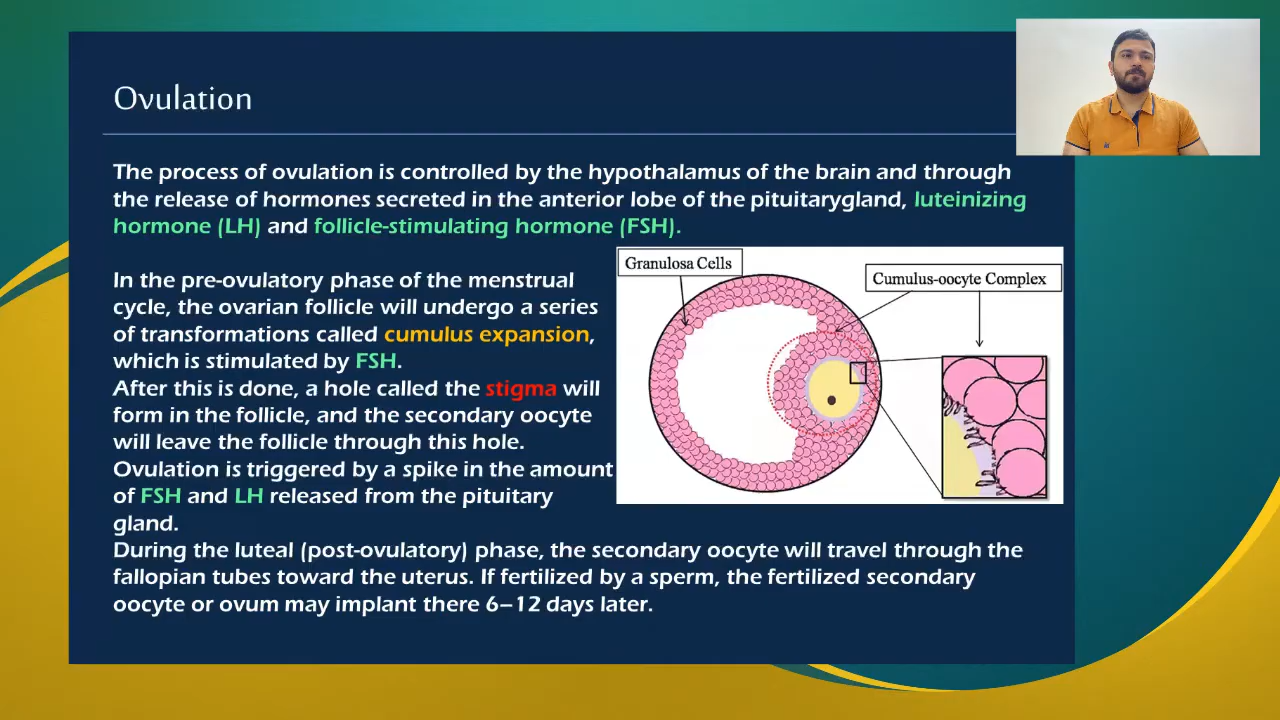 Ovulation
The process of ovulation is controlled by the hypothalamus of the brain and through
the release of hormones secreted in the anterior lobe of the pituitarygland, luteinizing
hormone (LH) and follicle-stimulating hormone (FSH).
In the pre-ovulatory phase of the menstrual
cycle, the ovarian follicle will undergo a series
of transformations called cumulus expansion,
which is stimulated by FSH.
After this is done, a hole called the stigma will
form in the follicle, and the secondary oocyte
will leave the follicle through this hole.
Ovulation is triggered by a spike in the amount
of FSH and LH released from the pituitary
gland.
During the luteal (post-ovulatory) phase, the secondary oocyte will travel through the
fallopian tubes toward the uterus. If fertilized by a sperm, the fertilized secondary
oocyte or ovum may implant there 6–12 days later.
Granulosa Cells
Cumulus-oocyte Complex